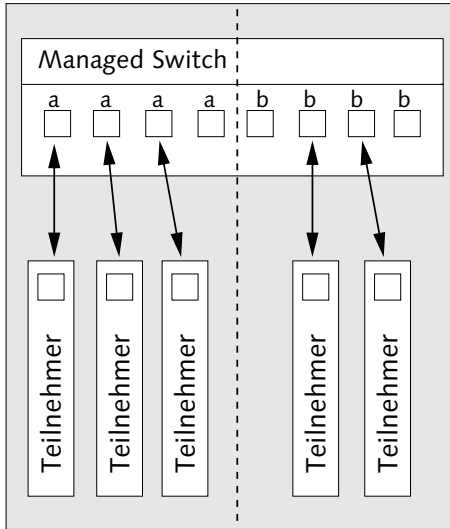 Managed Switch
a a a a b b b b
Teilnehmer
Teilnehmer
Teilnehmer
Teilnehmer
Teilnehmer